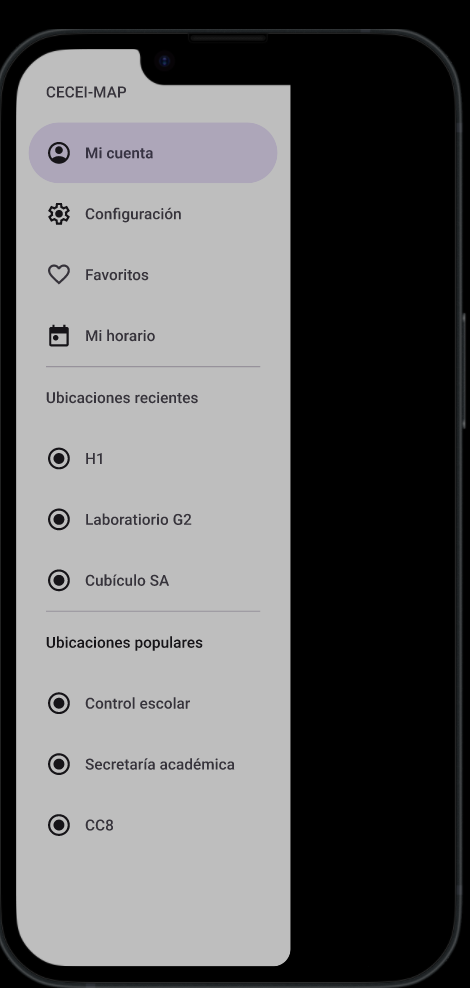 CECEI-MAP
Mi cuenta
Configuración
Favoritos
Mi horario
Ubicaciones recientes
H1
Laboratiorio G2
Cubículo SA
Ubicaciones populares
Control escolar
Secretaría académica
CC8